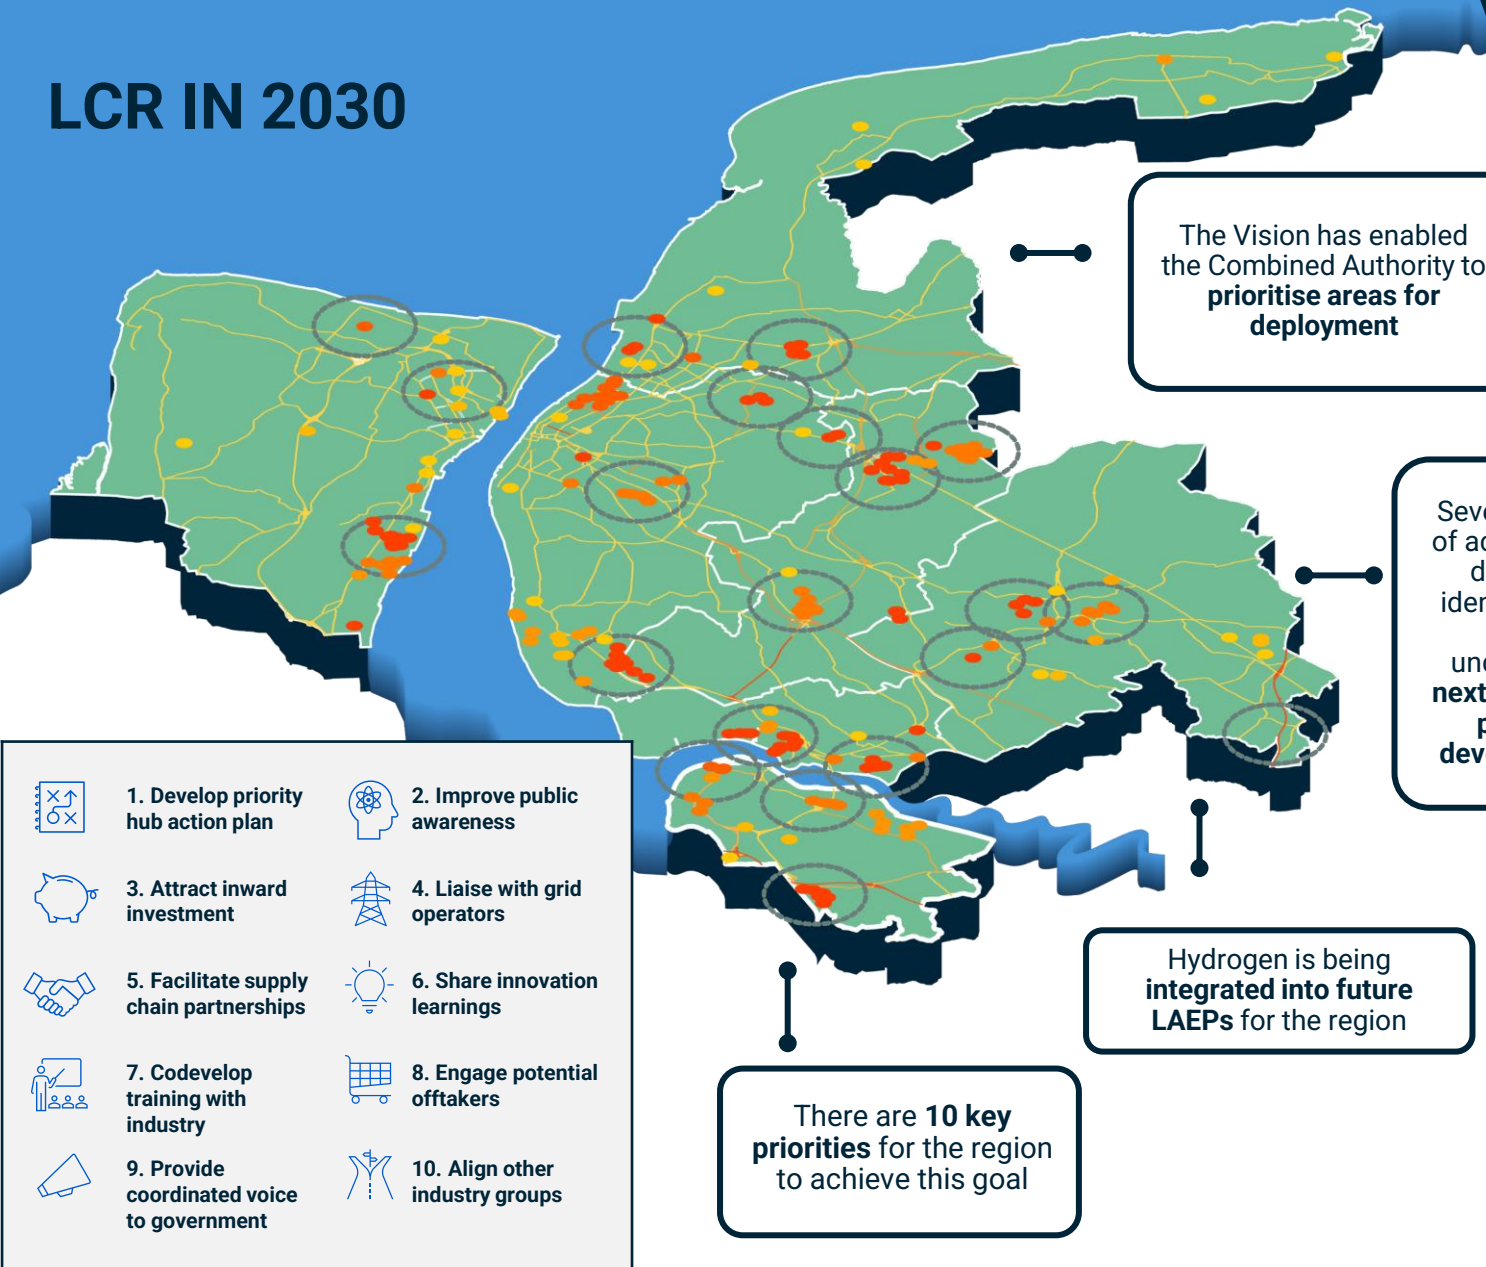 LCR IN 2030
The Vision has enabled
the Combined Authority to
prioritise areas for
deployment
of
next
Hydrogen is being
integrated into future
LAEPs for the region
There are 10 key
priorities for the region
to achieve this goal
1. Develop priority
hub action plan
2. Improve public
awareness
3. Attract inward
investment
4. Liaise with grid
operators
5. Facilitate supply
chain partnerships
6. Share innovation
learnings
7. Codevelop
training with
industry
8. Engage potential
offtakers
9. Provide
coordinated voice
to government
10. Align other
industry groups